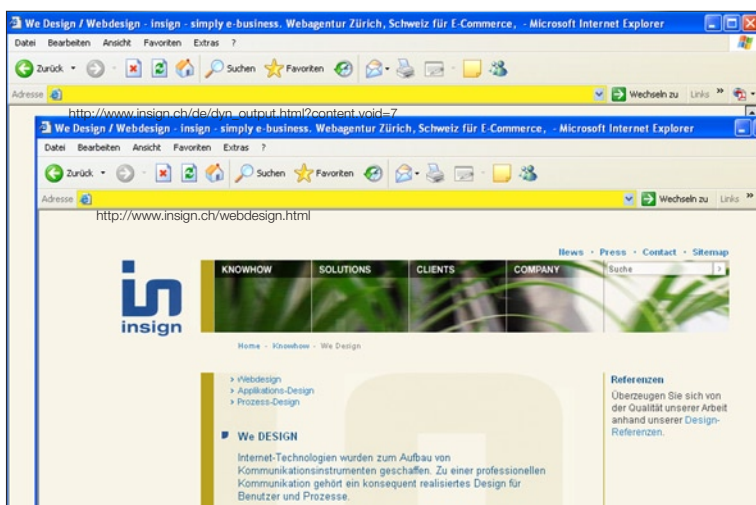 We Design / Webdesign - insign - simply e-business. Webagentur Zürich, Schweiz für E-Commerce, - Microsoft Internet Explorer
Datei Bearbeiten Ansicht Favoriten Extras ?
Zurück Suchen Favoriten
Adresse Wechseln zu Links »
http://www.insign.ch/de/dyn_output.html?content.void=7
We Design / Webdesign - insign - simply e-business. Webagentur Zürich, Schweiz für E-Commerce, - Microsoft Internet Explorer
Datei Bearbeiten Ansicht Favoriten Extras ?
Zurück Suchen Favoriten
Adresse Wechseln zu Links »
http://www.insign.ch/webdesign.html
News · Press · Contact · Sitemap
KNOWHOW SOLUTIONS CLIENTS COMPANY Suche
in
insign
Home - Knowhow - We Design
› Webdesign
› Applikations-Design
› Prozess-Design
Referenzen
Überzeugen Sie sich von
der Qualität unserer Arbeit
anhand unserer Design-
Referenzen.
We DESIGN
Internet-Technologien wurden zum Aufbau von
Kommunikationsinstrumenten geschaffen. Zu einer professionellen
Kommunikation gehört ein konsequent realisiertes Design für
Benutzer und Prozesse.